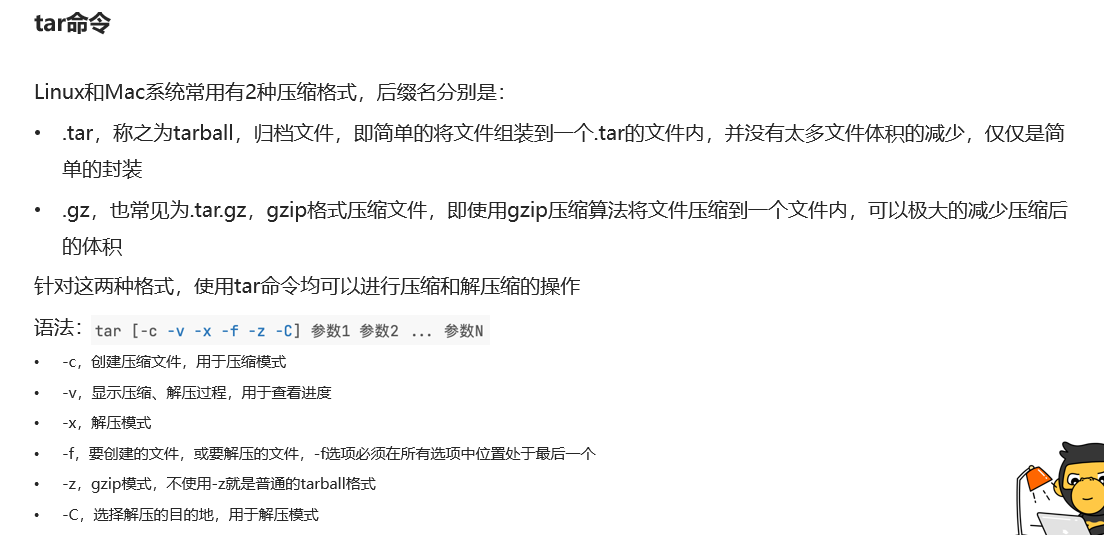 tar命令
Linux和Mac系统常用有2种压缩格式，后缀名分别是：
• .tar，称之为tarball，归档文件，即简单的将文件组装到一个.tar的文件内，并没有太多文件体积的减少，仅仅是简
单的封装
• .gz，也常见为.tar.gz，gzip格式压缩文件，即使用gzip压缩算法将文件压缩到一个文件内，可以极大的减少压缩后
的体积
针对这两种格式，使用tar命令均可以进行压缩和解压缩的操作
语法：tar [-c -v -x -f -z -C] 参数1 参数2 ... 参数N
• -c，创建压缩文件，用于压缩模式
• -v，显示压缩、解压过程，用于查看进度
• -x，解压模式
• -f，要创建的文件，或要解压的文件，-f选项必须在所有选项中位置处于最后一个
• -z，gzip模式，不使用-z就是普通的tarball格式
• -C，选择解压的目的地，用于解压模式